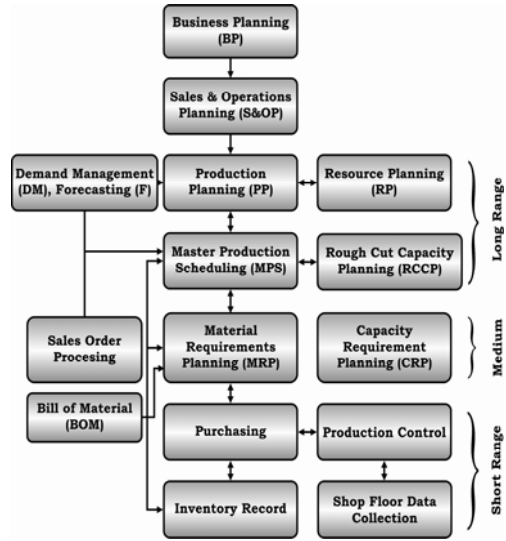 Business Planning
(BP)
Sales & Operations
Planning (S&OP)
Demand Management
(DM), Forecasting (F)
Production
Planning (PP)
Resource Planning
(RP)
Long Range
Master Production
Scheduling (MPS)
Rough Cut Capacity
Planning (RCCP)
Sales Order
Procesing
Material
Requirements
Planning (MRP)
Capacity
Requirement
Planning (CRP)
Medium
Bill of Material
(BOM)
Purchasing
Production Control
Short Range
Inventory Record
Shop Floor Data
Collection